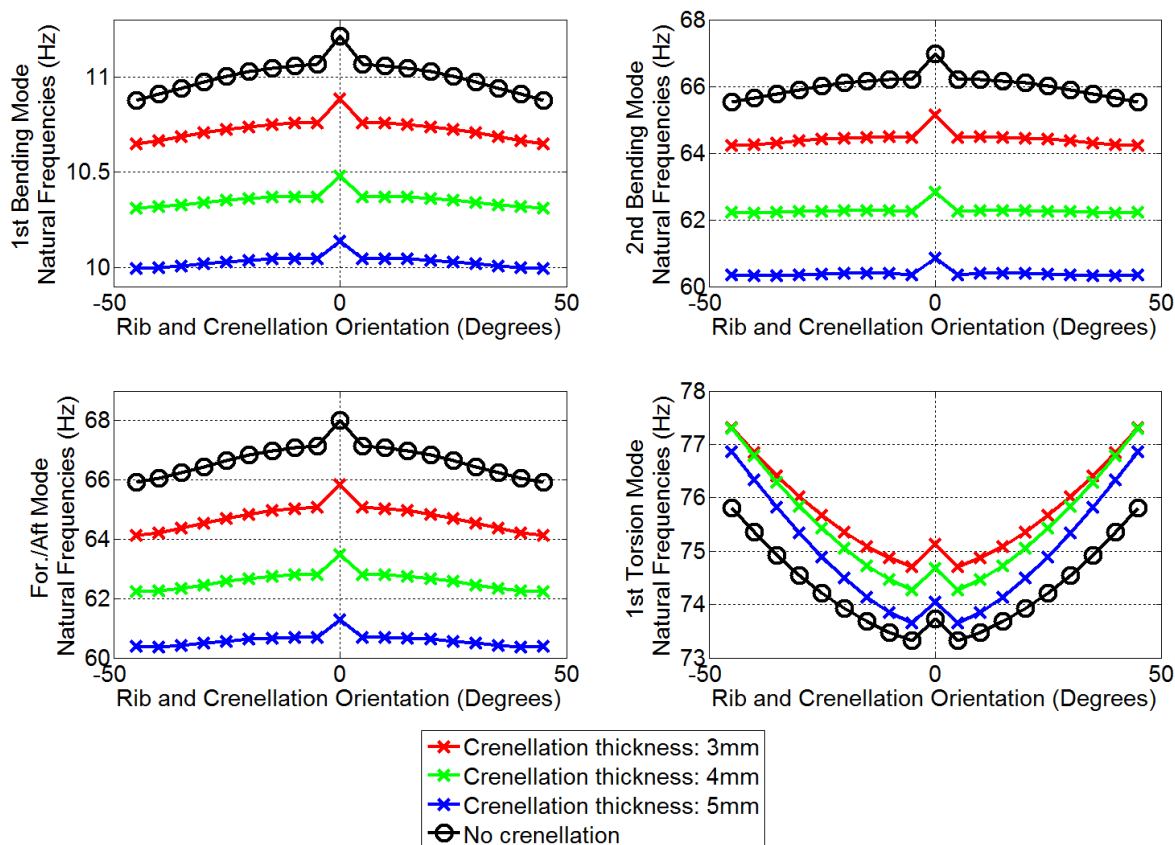 1st Bending Mode
Natural Frequencies (Hz)
11
10.5
10
-50
0
50
Rib and Crenellation Orientation (Degrees)
2nd Bending Mode
Natural Frequencies (Hz)
68
66
64
62
60
-50
0
50
Rib and Crenellation Orientation (Degrees)
For./Aft Mode
Natural Frequencies (Hz)
68
66
64
62
60
-50
0
50
Rib and Crenellation Orientation (Degrees)
1st Torsion Mode
Natural Frequencies (Hz)
78
77
76
75
74
73
-50
0
50
Rib and Crenellation Orientation (Degrees)
Crenellation thickness: 3mm
Crenellation thickness: 4mm
Crenellation thickness: 5mm
No crenellation